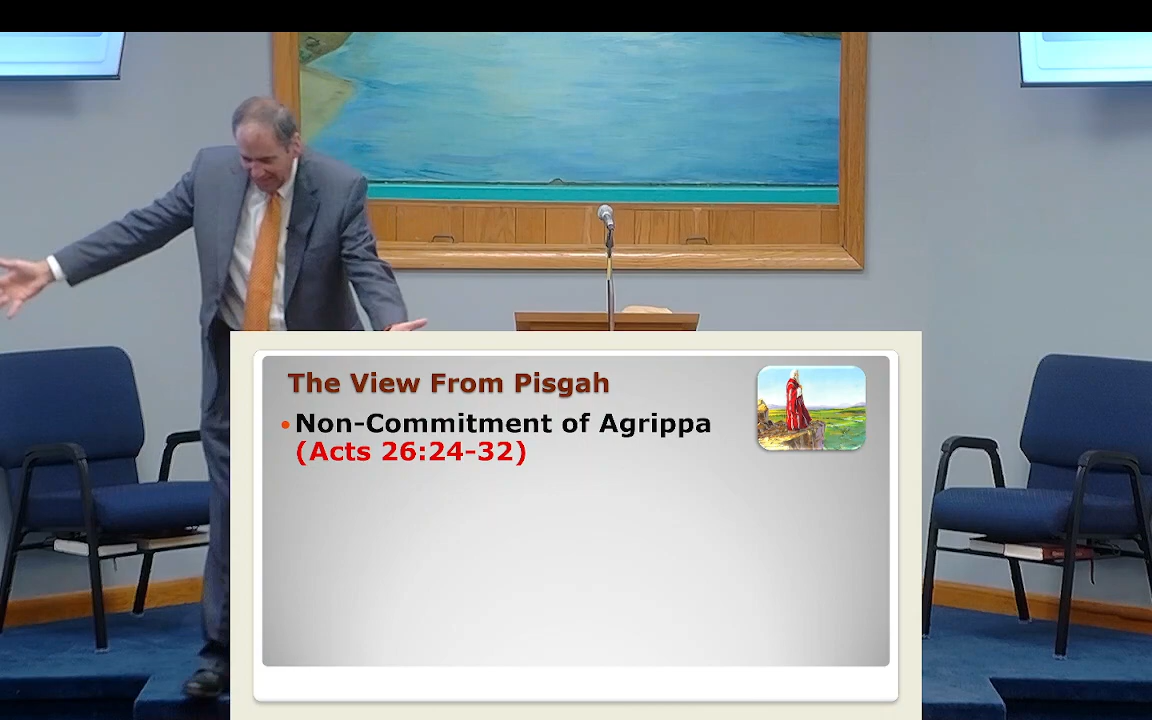 The View From Pisgah
•Non-Commitment of Agrippa
(Acts 26:24-32)